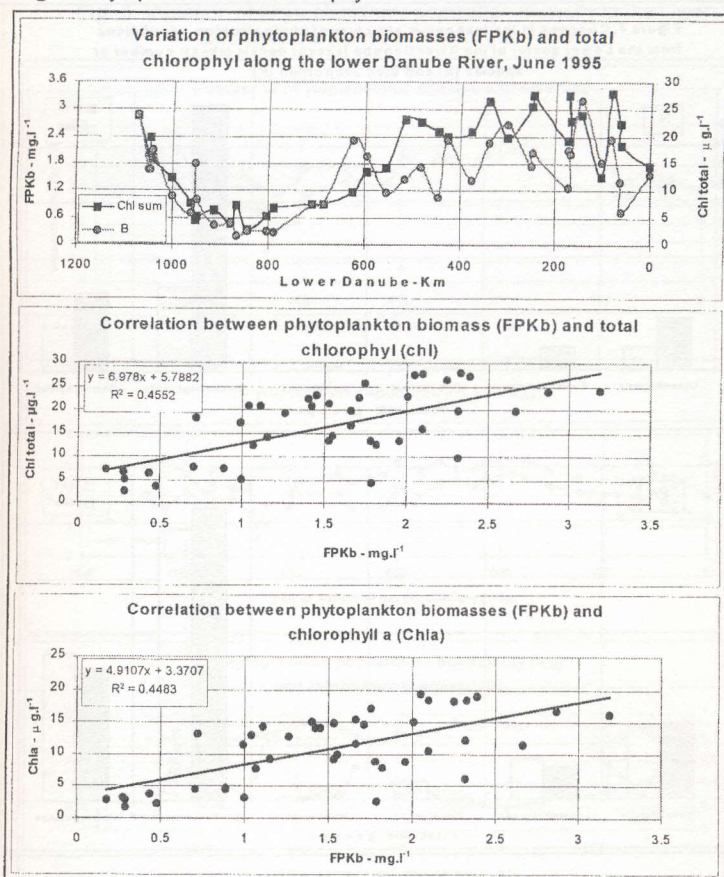 Variation of phytoplankton biomasses (FPKb) and total
chlorophyl along the lower Danube River, June 1995
FPKb - mg.l-1
3.6
3
2.4
1.8
1.2
0.6
0
Chl sum
B
30
25
20
15
10
5
0
Chl total - µ g.l-1
1200 1000 800 600 400 200 0
Lower Danube - Km
Correlation between phytoplankton biomass (FPKb) and total
chlorophyl (chl)
Chl total - µg.l-1
30
25
20
15
10
5
0
y = 6.978x + 5.7882
R² = 0.4552
0 0.5 1 1.5 2 2.5 3 3.5
FPKb - mg.l-1
Correlation between phytoplankton biomasses (FPKb) and
chlorophyll a (Chla)
Chla - µ g.l-1
25
20
15
10
5
0
y = 4.9107x + 3.3707
R² = 0.4483
0 0.5 1 1.5 2 2.5 3 3.5
FPKb - mg.l-1